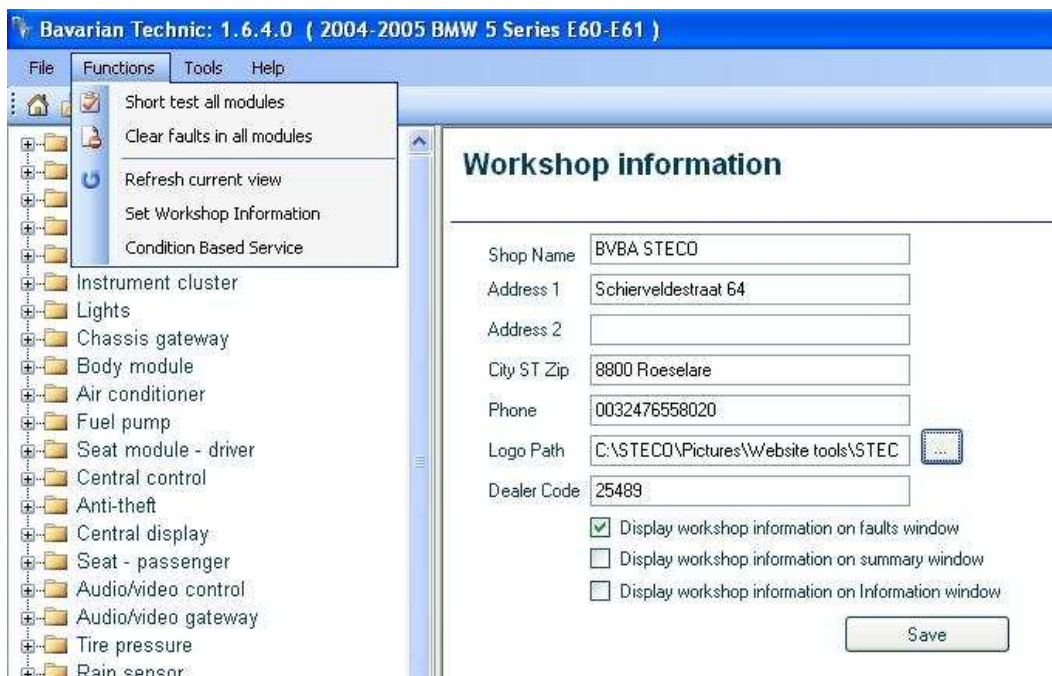 Bavarian Technic: 1.6.4.0 ( 2004-2005 BMW 5 Series E60-E61 )
File Functions Tools Help
Short test all modules
Clear faults in all modules
Refresh current view
Set Workshop Information
Condition Based Service
Instrument cluster
Lights
Chassis gateway
Body module
Air conditioner
Fuel pump
Seat module - driver
Central control
Anti-theft
Central display
Seat - passenger
Audio/video control
Audio/video gateway
Tire pressure
Rain sensor
Workshop information
Shop Name BVBA STECO
Address 1 Schierveldestraat 64
Address 2
City ST Zip 8800 Roeselare
Phone 0032476558020
Logo Path C:\STECO\Pictures\Website tools\STEC ...
Dealer Code 25489
Display workshop information on faults window
Display workshop information on summary window
Display workshop information on Information window
Save